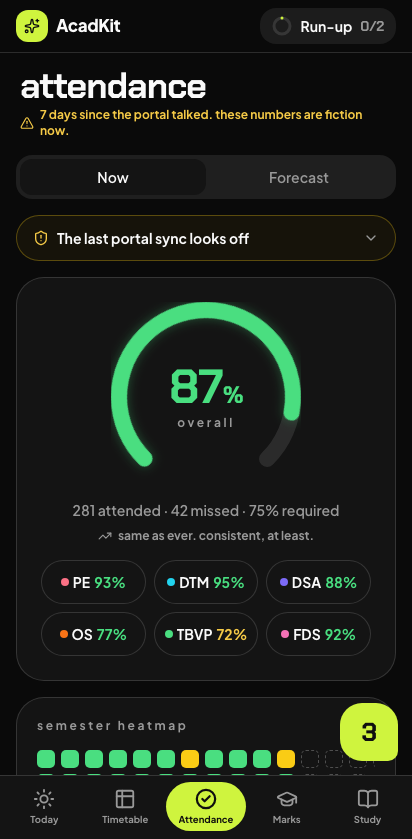 AcadKit
Run-up 0/2
attendance
7 days since the portal talked. these numbers are fiction
now.
Now
Forecast
The last portal sync looks off
87%
overall
281 attended · 42 missed · 75% required
same as ever. consistent, at least.
PE 93%
DTM 95%
DSA 88%
OS 77%
TBVP 72%
FDS 92%
semester heatmap
3
Today
Timetable
Attendance
Marks
Study